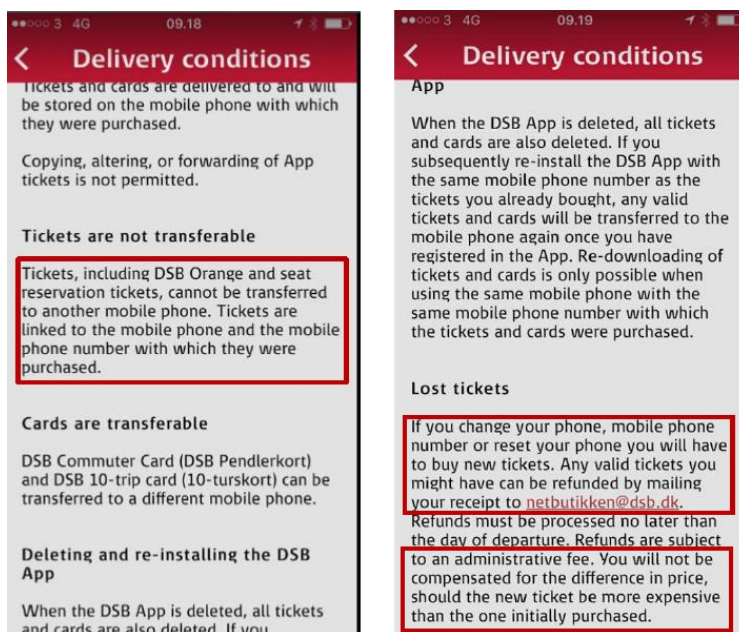 3 4G 09.18
Delivery conditions
Tickets and cards are delivered to and will
be stored on the mobile phone with which
they were purchased.
Copying, altering, or forwarding of App
tickets is not permitted.
Tickets are not transferable
Tickets, including DSB Orange and seat
reservation tickets, cannot be transferred
to another mobile phone. Tickets are
linked to the mobile phone and the mobile
phone number with which they were
purchased.
Cards are transferable
DSB Commuter Card (DSB Pendlerkort)
and DSB 10-trip card (10-turskort) can be
transferred to a different mobile phone.
Deleting and re-installing the DSB
App
When the DSB App is deleted, all tickets
and cards are also deleted. If you
3 4G 09.19
Delivery conditions
App
When the DSB App is deleted, all tickets
and cards are also deleted. If you
subsequently re-install the DSB App with
the same mobile phone number as the
tickets you already bought, any valid
tickets and cards will be transferred to the
mobile phone again once you have
registered in the App. Re-downloading of
tickets and cards is only possible when
using the same mobile phone with the
same mobile phone number with which
the tickets and cards were purchased.
Lost tickets
If you change your phone, mobile phone
number or reset your phone you will have
to buy new tickets. Any valid tickets you
might have can be refunded by mailing
your receipt to netbutikken@dsb.dk.
Refunds must be processed no later than
the day of departure. Refunds are subject
to an administrative fee. You will not be
compensated for the difference in price,
should the new ticket be more expensive
than the one initially purchased.